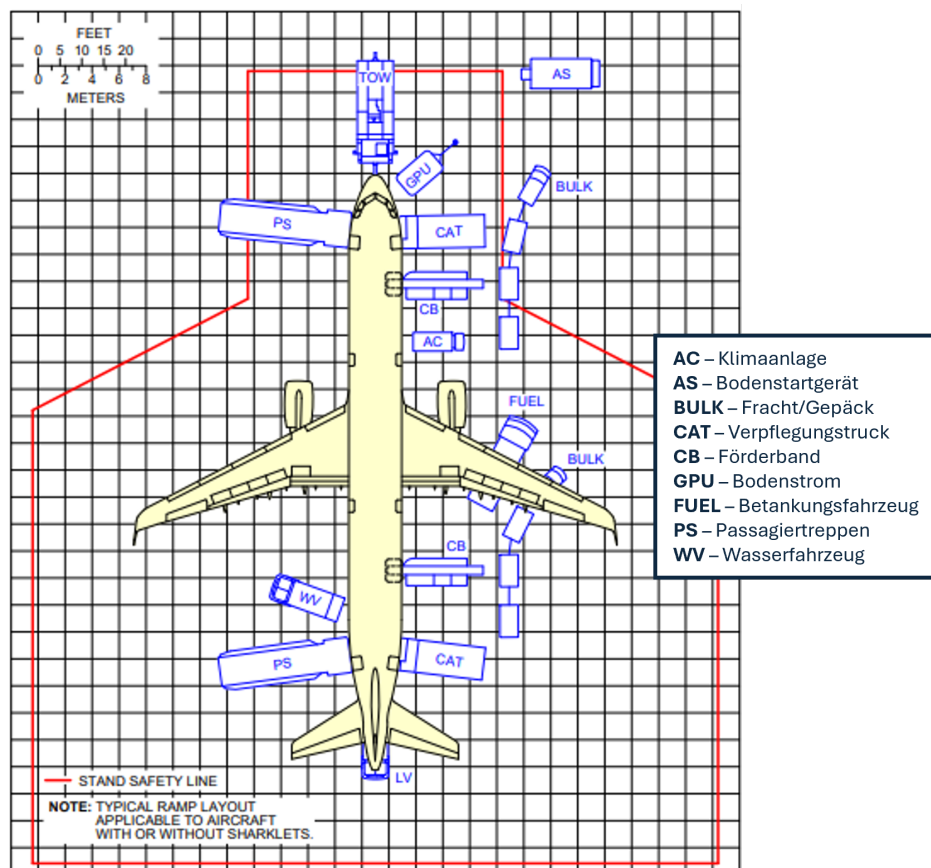 FEET
0 5 10 15 20
0 2 4 6 8
METERS
TOW
AS
GPU
BULK
PS
CAT
CB
AC
FUEL
BULK
CB
WV
PS
CAT
LV
AC – Klimaanlage
AS – Bodenstartgerät
BULK – Fracht/Gepäck
CAT – Verpflegungstruck
CB – Förderband
GPU – Bodenstrom
FUEL – Betankungsfahrzeug
PS – Passagiertreppen
WV – Wasserfahrzeug
STAND SAFETY LINE
NOTE: TYPICAL RAMP LAYOUT
APPLICABLE TO AIRCRAFT
WITH OR WITHOUT SHARKLETS.